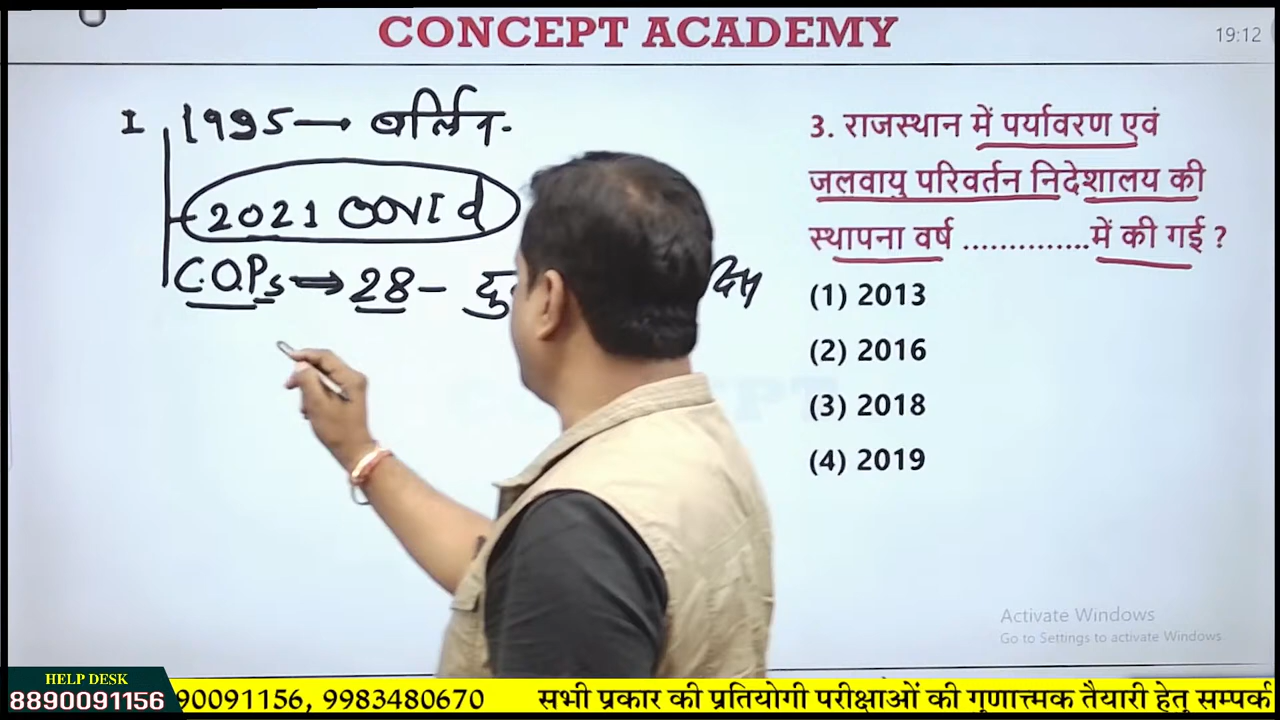 CONCEPT ACADEMY
19:12
I 1995 → बर्लिन
2021 COVId
C.O.Ps ⇒ 28 –
3. राजस्थान में पर्यावरण एवं
जलवायु परिवर्तन निदेशालय की
स्थापना वर्ष ...............में की गई ?
(1) 2013
(2) 2016
(3) 2018
(4) 2019
Activate Windows
Go to Settings to activate Windows
HELP DESK
8890091156
90091156, 9983480670 सभी प्रकार की प्रतियोगी परीक्षाओं की गूणात्त्मक तैयारी हेतू सम्पर्क